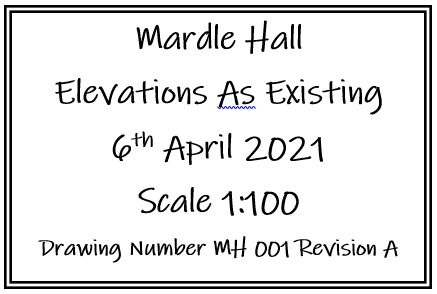 Mardle Hall
Elevations As Existing
6th April 2021
Scale 1:100
Drawing Number MH 001 Revision A